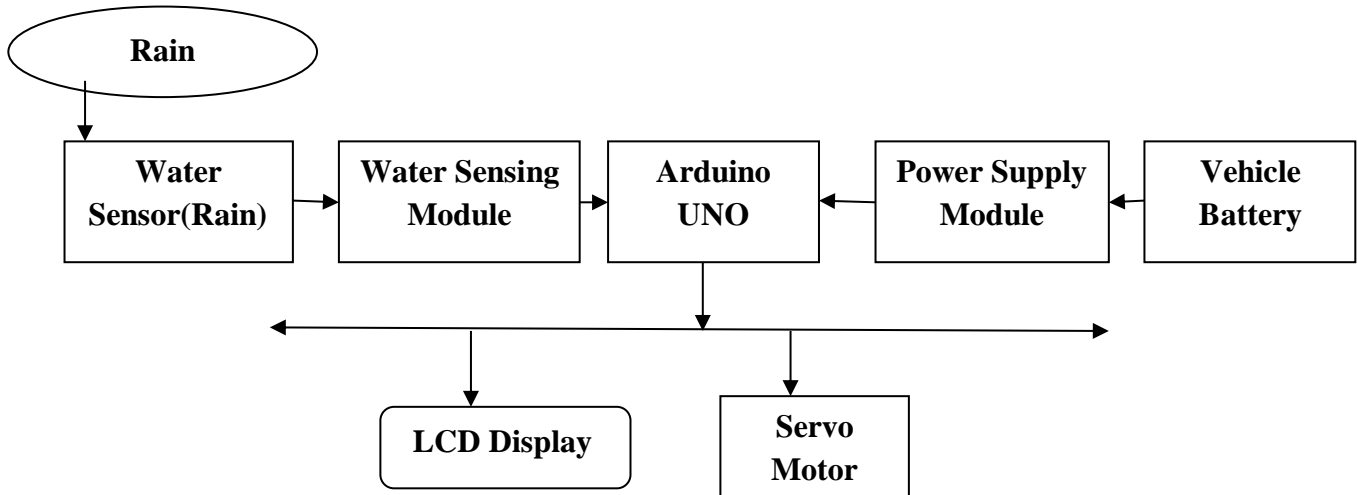 Rain
Water
Sensor(Rain)
Water Sensing
Module
Arduino
UNO
Power Supply
Module
Vehicle
Battery
LCD Display
Servo
Motor